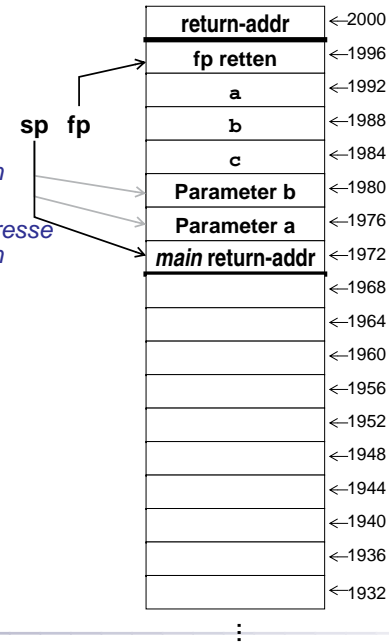 return-addr ←2000
fp retten ←1996
a ←1992
b ←1988
sp fp
c ←1984
n
Parameter b ←1980
Parameter a ←1976
resse
n
main return-addr ←1972
←1968
←1964
←1960
←1956
←1952
←1948
←1944
←1940
←1936
←1932
⋮